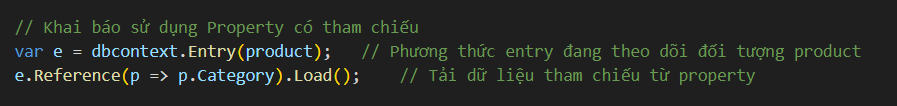 // Khai báo sử dụng Property có tham chiếu
var e = dbcontext.Entry(product);   // Phương thức entry đang theo dõi đối tượng product
e.Reference(p => p.Category).Load();    // Tải dữ liệu tham chiếu từ property